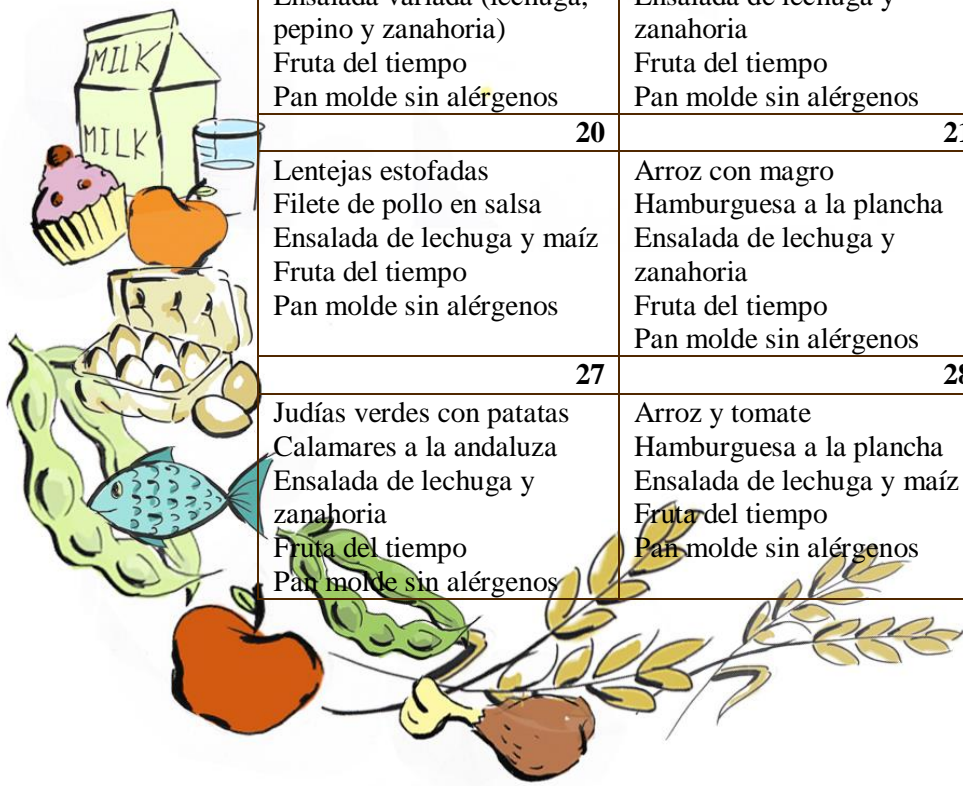 MILK
MILK
Ensalada variada (lechuga,
pepino y zanahoria)
Fruta del tiempo
Pan molde sin alérgenos
Ensalada de lechuga y
zanahoria
Fruta del tiempo
Pan molde sin alérgenos
20
Lentejas estofadas
Filete de pollo en salsa
Ensalada de lechuga y maíz
Fruta del tiempo
Pan molde sin alérgenos
21
Arroz con magro
Hamburguesa a la plancha
Ensalada de lechuga y
zanahoria
Fruta del tiempo
Pan molde sin alérgenos
27
Judías verdes con patatas
Calamares a la andaluza
Ensalada de lechuga y
zanahoria
Fruta del tiempo
Pan molde sin alérgenos
28
Arroz y tomate
Hamburguesa a la plancha
Ensalada de lechuga y maíz
Fruta del tiempo
Pan molde sin alérgenos